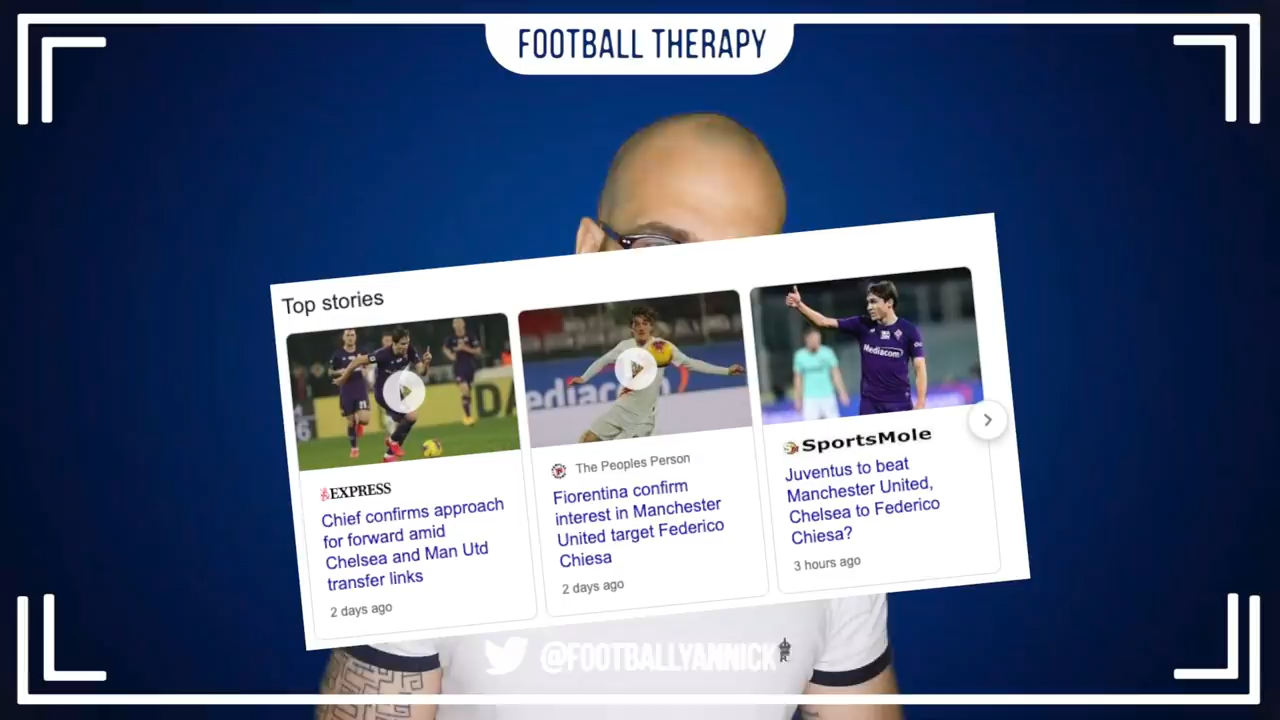 FOOTBALL THERAPY
Top stories
EXPRESS
Chief confirms approach
for forward amid
Chelsea and Man Utd
transfer links
2 days ago
The Peoples Person
Fiorentina confirm
interest in Manchester
United target Federico
Chiesa
2 days ago
Mediacom
SportsMole
Juventus to beat
Manchester United,
Chelsea to Federico
Chiesa?
3 hours ago
@FOOTBALLYANNICK